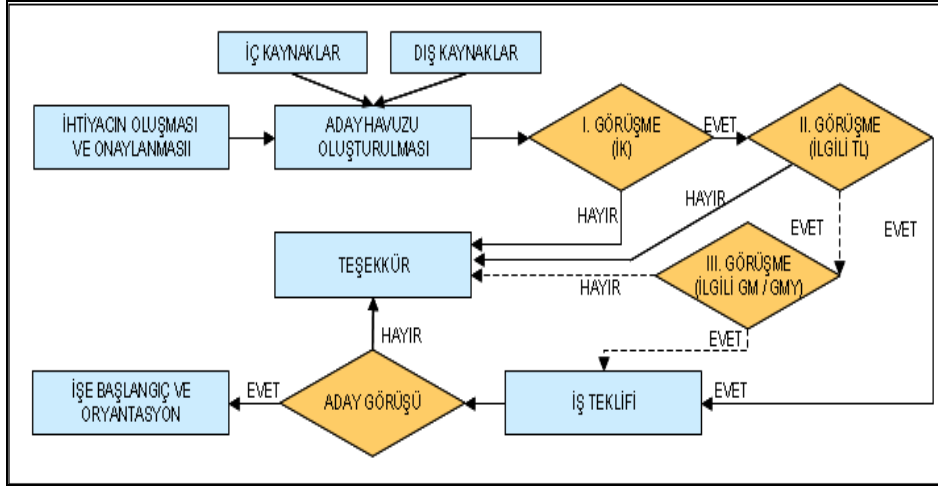 İÇ KAYNAKLAR
DIŞ KAYNAKLAR
İHTİYACIN OLUŞMASI
VE ONAYLANMASII
ADAY HAVUZU
OLUŞTURULMASI
I. GÖRÜŞME
(İK)
EVET
II. GÖRÜŞME
(İLGİLİ TL)
HAYIR
HAYIR
EVET
EVET
TEŞEKKÜR
HAYIR
III. GÖRÜŞME
(İLGİLİ GM / GMY)
HAYIR
EVET
İŞE BAŞLANGIÇ VE
ORYANTASYON
EVET
ADAY GÖRÜŞÜ
İŞ TEKLİFİ
EVET